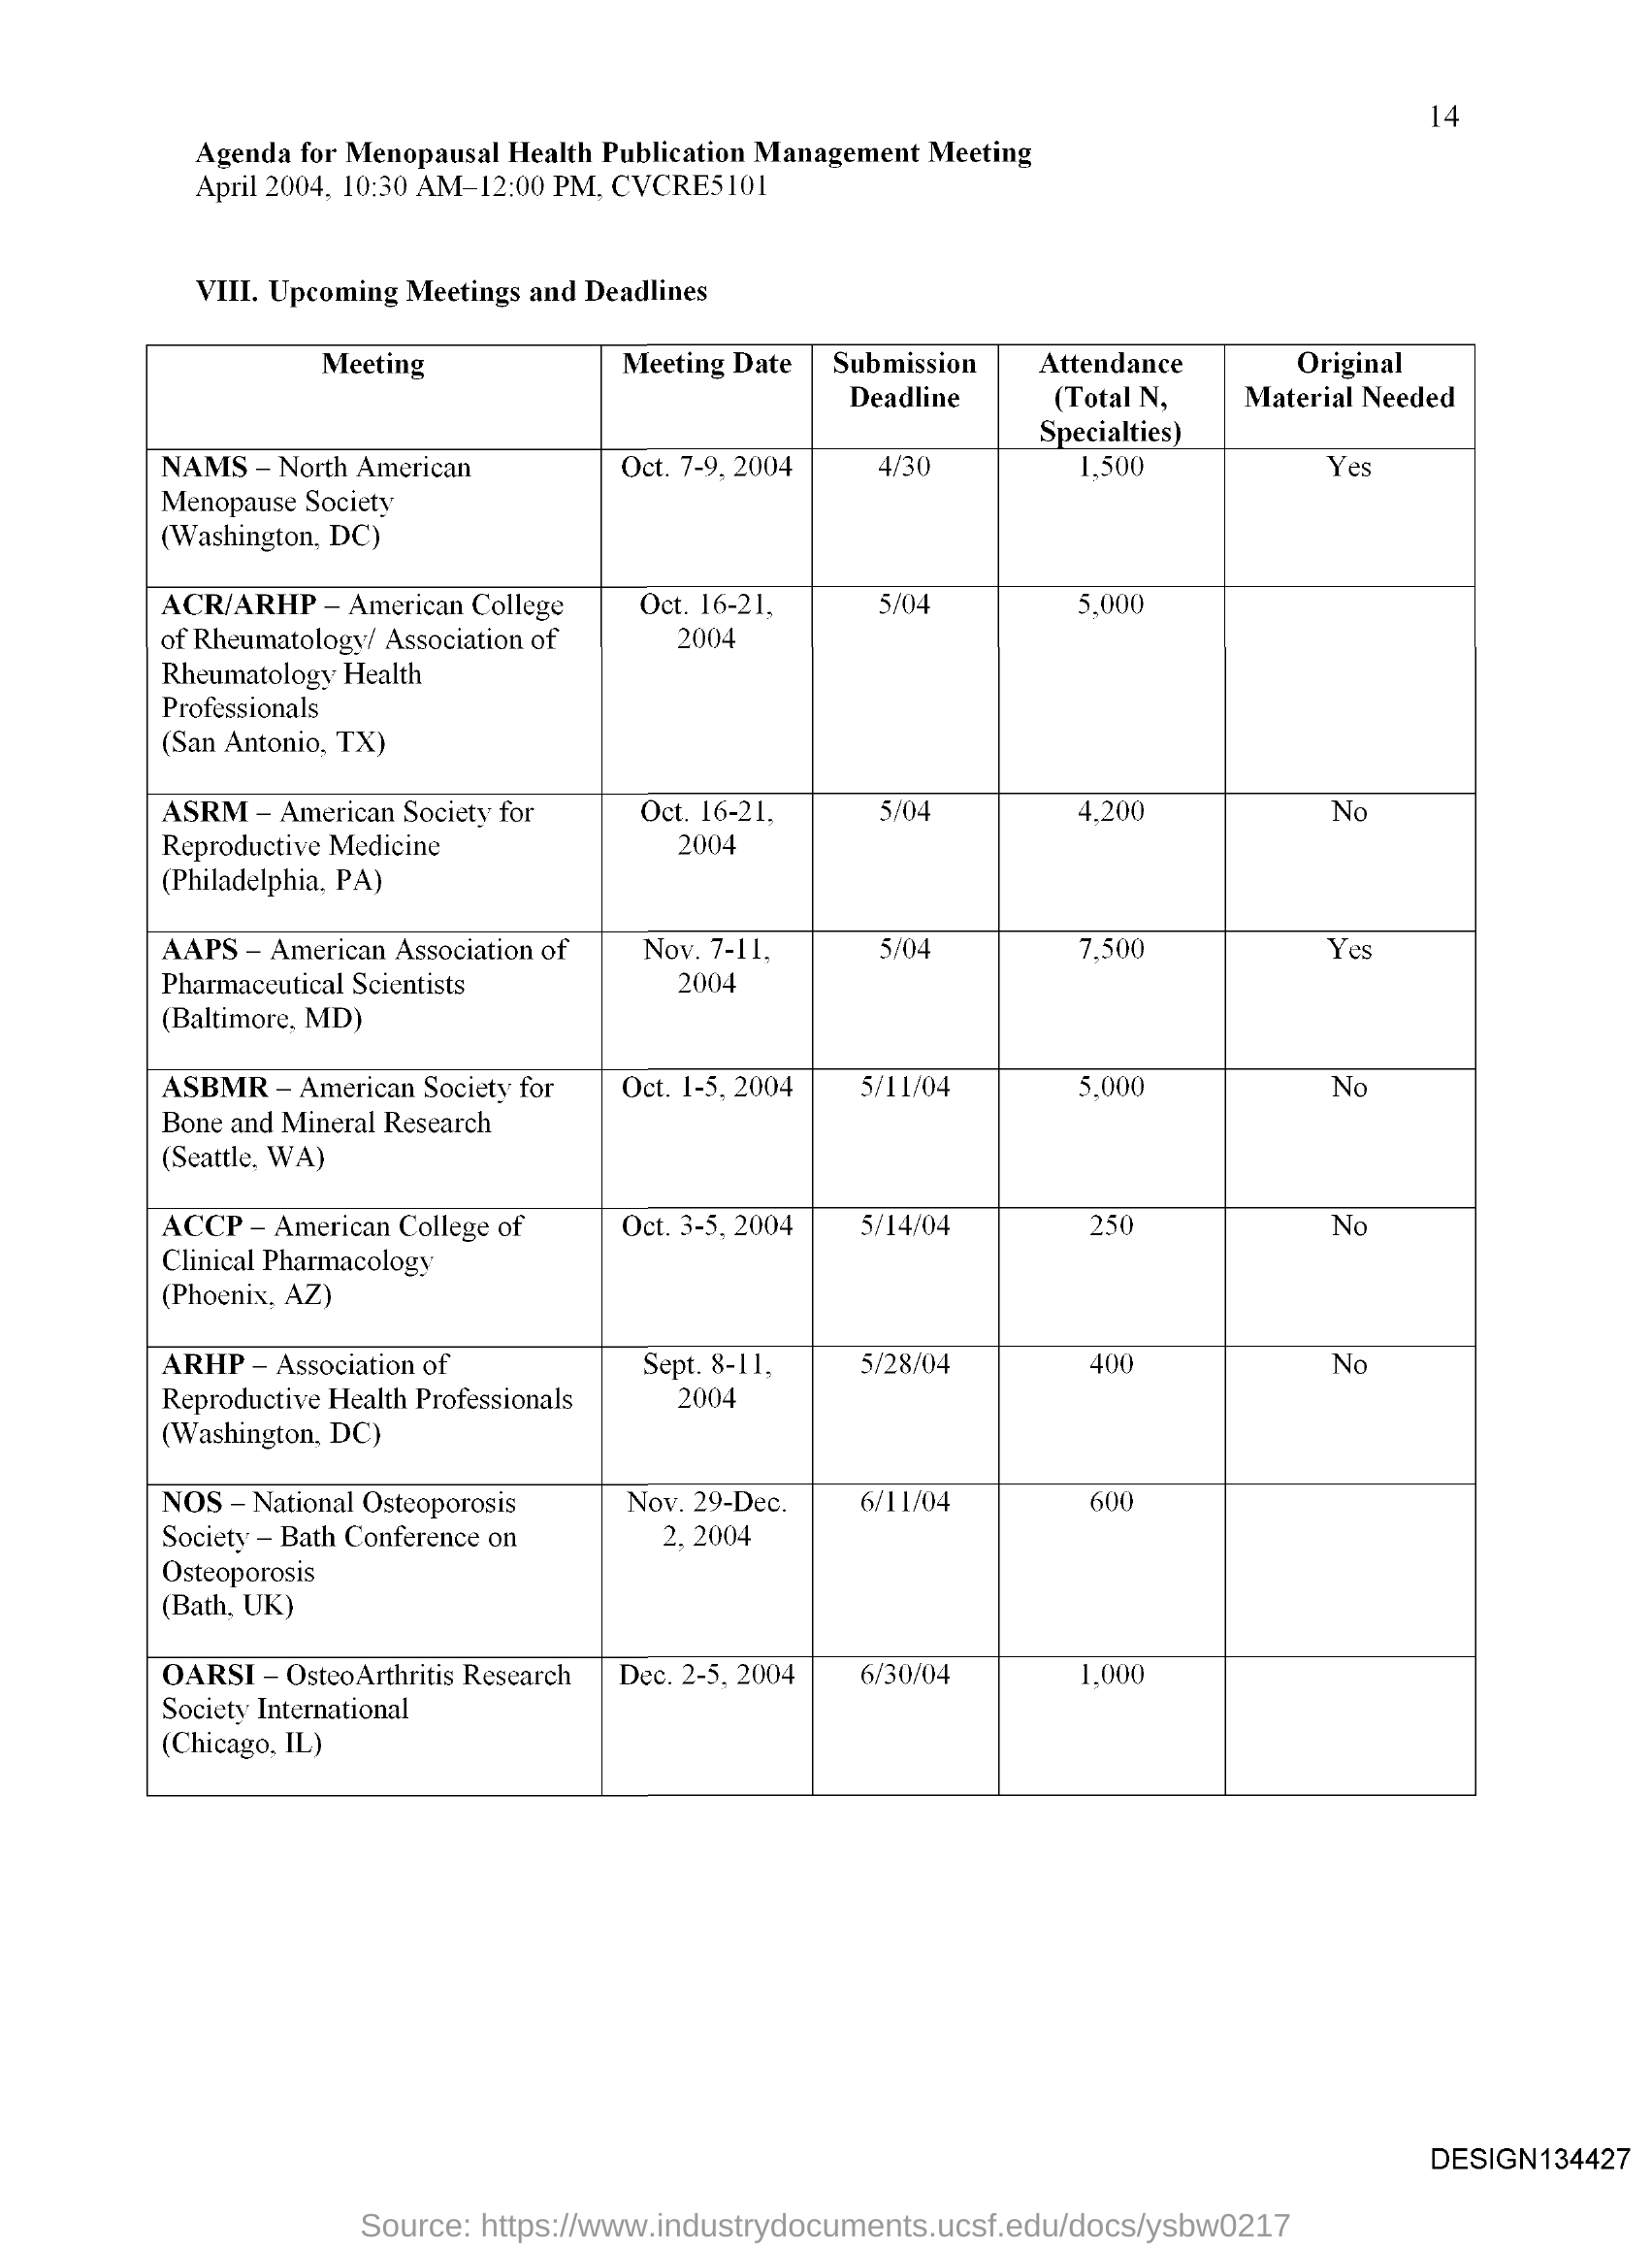 14
Agenda for Menopausal Health Publication Management Meeting
April 2004, 10:30 AM–12:00 PM, CVCRE5101
VIII. Upcoming Meetings and Deadlines
Meeting
Meeting Date
Submission
Deadline
Attendance
(Total N,
Specialties)
Original
Material Needed
NAMS – North American
Menopause Society
(Washington, DC)
Oct. 7-9, 2004
4/30
1,500
Yes
ACR/ARHP – American College
of Rheumatology/ Association of
Rheumatology Health
Professionals
(San Antonio, TX)
Oct. 16-21,
2004
5/04
5,000
ASRM – American Society for
Reproductive Medicine
(Philadelphia, PA)
Oct. 16-21,
2004
5/04
4,200
No
AAPS – American Association of
Pharmaceutical Scientists
(Baltimore, MD)
Nov. 7-11,
2004
5/04
7,500
Yes
ASBMR – American Society for
Bone and Mineral Research
(Seattle, WA)
Oct. 1-5, 2004
5/11/04
5,000
No
ACCP – American College of
Clinical Pharmacology
(Phoenix, AZ)
Oct. 3-5, 2004
5/14/04
250
No
ARHP – Association of
Reproductive Health Professionals
(Washington, DC)
Sept. 8-11,
2004
5/28/04
400
No
NOS – National Osteoporosis
Society – Bath Conference on
Osteoporosis
(Bath, UK)
Nov. 29-Dec.
2, 2004
6/11/04
600
OARSI – OsteoArthritis Research
Society International
(Chicago, IL)
Dec. 2-5, 2004
6/30/04
1,000
DESIGN134427
Source: https://www.industrydocuments.ucsf.edu/docs/ysbw0217